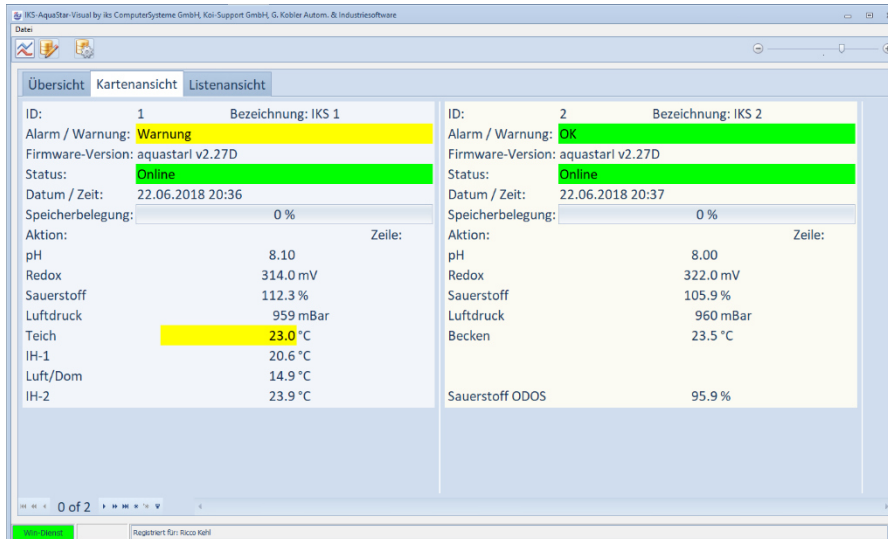 IKS-AquaStar-Visual by iks ComputerSysteme GmbH, Koi-Support GmbH, G. Kobler Autom. & Industriesoftware
Datei
Übersicht Kartenansicht Listenansicht
ID: 1 Bezeichnung: IKS 1
Alarm / Warnung: Warnung
Firmware-Version: aquastarl v2.27D
Status: Online
Datum / Zeit: 22.06.2018 20:36
Speicherbelegung: 0 %
Aktion: Zeile:
pH 8.10
Redox 314.0 mV
Sauerstoff 112.3 %
Luftdruck 959 mBar
Teich 23.0 °C
IH-1 20.6 °C
Luft/Dom 14.9 °C
IH-2 23.9 °C
ID: 2 Bezeichnung: IKS 2
Alarm / Warnung: OK
Firmware-Version: aquastarl v2.27D
Status: Online
Datum / Zeit: 22.06.2018 20:37
Speicherbelegung: 0 %
Aktion: Zeile:
pH 8.00
Redox 322.0 mV
Sauerstoff 105.9 %
Luftdruck 960 mBar
Becken 23.5 °C
Sauerstoff ODOS 95.9 %
0 of 2
Win-Dienst Registriert für: Ricco Kehl